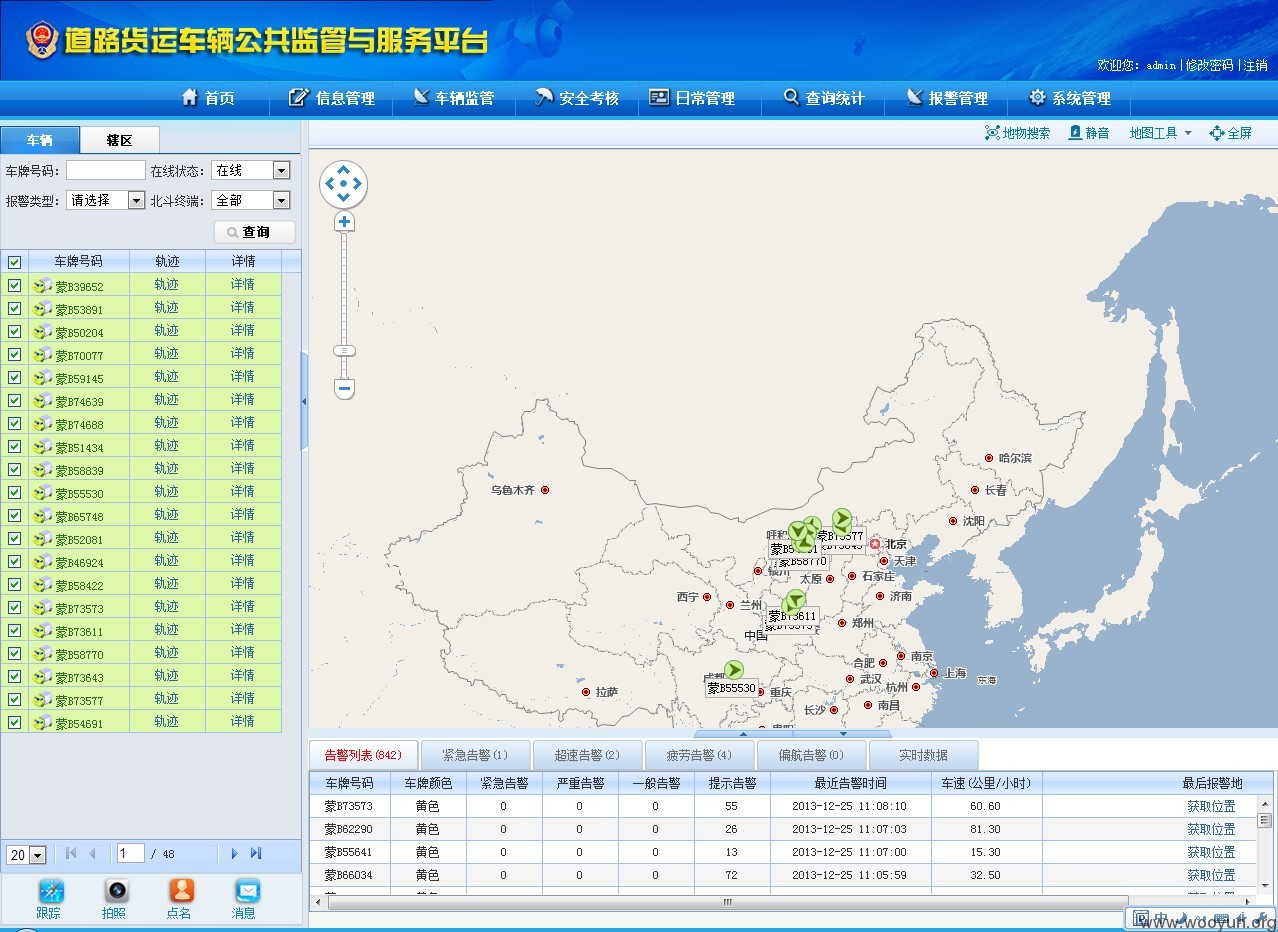 道路货运车辆公共监管与服务平台
欢迎您: admin | 修改密码 | 注销
首页 信息管理 车辆监管 安全考核 日常管理 查询统计 报警管理 系统管理
车辆 辖区
地物搜索 静音 地图工具 全屏
车牌号码: 在线状态: 在线
报警类型: 请选择 北斗终端: 全部
查询
车牌号码 轨迹 详情
蒙B39652 轨迹 详情
蒙B53891 轨迹 详情
蒙B50204 轨迹 详情
蒙B70077 轨迹 详情
蒙B59145 轨迹 详情
蒙B74639 轨迹 详情
蒙B74688 轨迹 详情
蒙B51434 轨迹 详情
蒙B58839 轨迹 详情
蒙B55530 轨迹 详情
蒙B65748 轨迹 详情
蒙B52081 轨迹 详情
蒙B46924 轨迹 详情
蒙B58422 轨迹 详情
蒙B73573 轨迹 详情
蒙B73611 轨迹 详情
蒙B58770 轨迹 详情
蒙B73643 轨迹 详情
蒙B73577 轨迹 详情
蒙B54691 轨迹 详情
20 1 / 48
跟踪 拍照 点名 消息
哈尔滨
乌鲁木齐 长春
沈阳
蒙B73577
北京
天津
蒙B58770
太原 石家庄
西宁 兰州 济南
蒙B73611
中国 郑州
南京
合肥
成都 上海 东海
蒙B55530 重庆 武汉 杭州
拉萨
长沙 南昌
告警列表(842) 紧急告警(1) 超速告警(2) 疲劳告警(4) 偏航告警(0) 实时数据
车牌号码 车牌颜色 紧急告警 严重告警 一般告警 提示告警 最近告警时间 车速(公里/小时) 最后报警地
蒙B73573 黄色 0 0 0 55 2013-12-25 11:08:10 60.60 获取位置
蒙B62290 黄色 0 0 0 26 2013-12-25 11:07:03 81.30 获取位置
蒙B55641 黄色 0 0 0 13 2013-12-25 11:07:00 15.30 获取位置
蒙B66034 黄色 0 0 0 72 2013-12-25 11:05:59 32.50 获取位置
www.wooyun.org